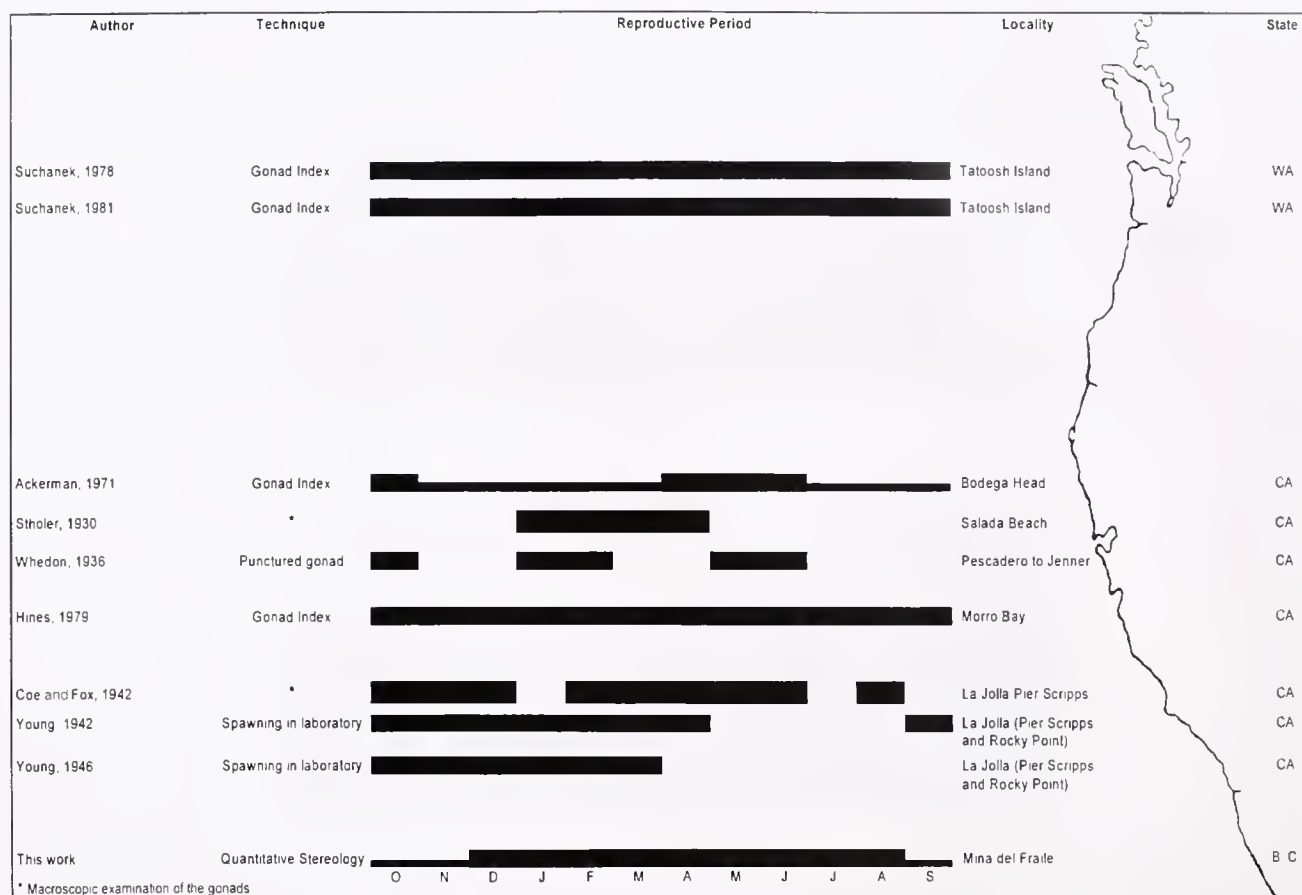 Author Technique Reproductive Period Locality State
Suchanek, 1978 Gonad Index Tatoosh Island WA
Suchanek, 1981 Gonad Index Tatoosh Island WA
Ackerman, 1971 Gonad Index Bodega Head CA
Stholer, 1930 * Salada Beach CA
Whedon, 1936 Punctured gonad Pescadero to Jenner CA
Hines, 1979 Gonad Index Morro Bay CA
Coe and Fox, 1942 * La Jolla Pier Scripps CA
Young 1942 Spawning in laboratory La Jolla (Pier Scripps CA
and Rocky Point)
Young, 1946 Spawning in laboratory La Jolla (Pier Scripps CA
and Rocky Point)
This work Quantitative Stereology Mina del Fraile B C
O N D J F M A M J J A S
* Macroscopic examination of the gonads